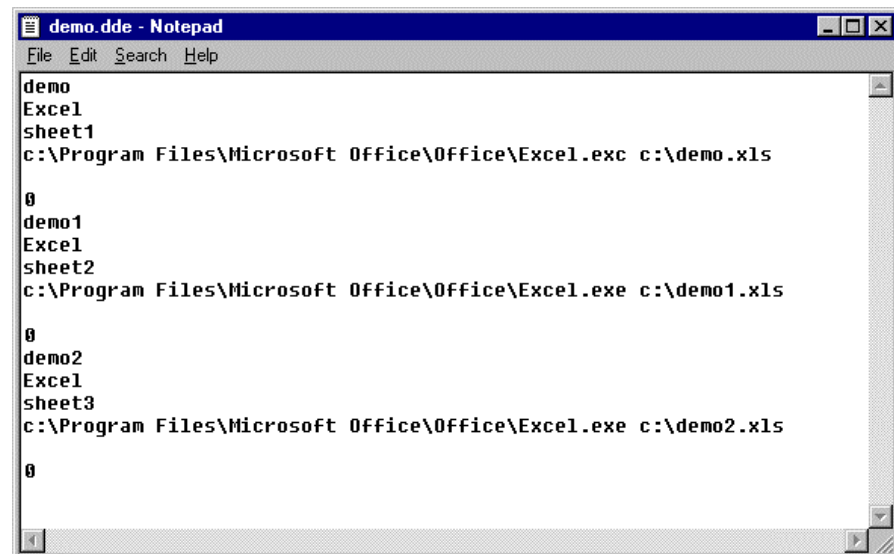 demo.dde - Notepad
File Edit Search Help
demo
Excel
sheet1
c:\Program Files\Microsoft Office\Office\Excel.exc c:\demo.xls
0
demo1
Excel
sheet2
c:\Program Files\Microsoft Office\Office\Excel.exe c:\demo1.xls
0
demo2
Excel
sheet3
c:\Program Files\Microsoft Office\Office\Excel.exe c:\demo2.xls
0